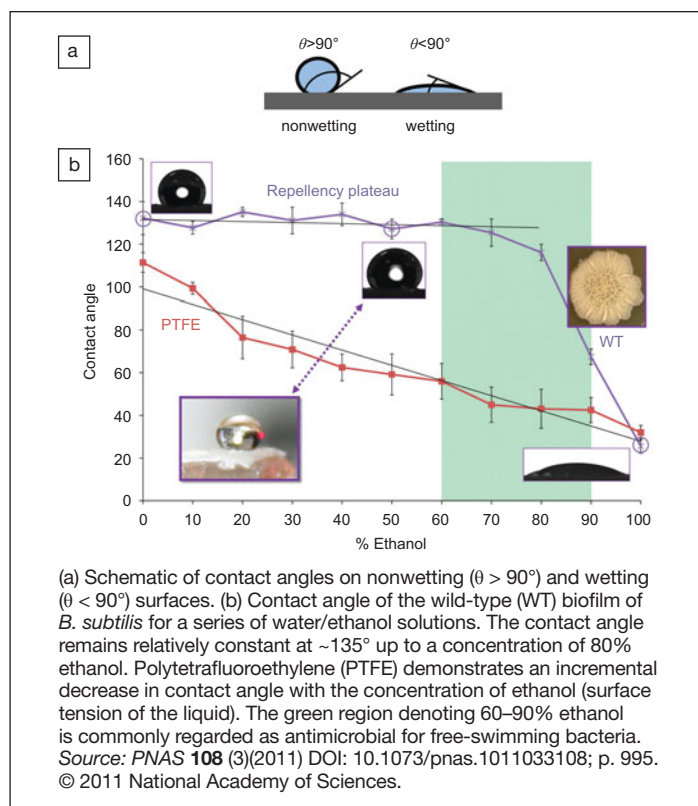 a
θ>90°
θ<90°
nonwetting
wetting
b
160
140
120
100
80
60
40
20
0
Contact angle
Repellency plateau
PTFE
WT
0
10
20
30
40
50
60
70
80
90
100
% Ethanol
(a) Schematic of contact angles on nonwetting (θ > 90°) and wetting
(θ < 90°) surfaces. (b) Contact angle of the wild-type (WT) biofilm of
B. subtilis for a series of water/ethanol solutions. The contact angle
remains relatively constant at ~135° up to a concentration of 80%
ethanol. Polytetrafluoroethylene (PTFE) demonstrates an incremental
decrease in contact angle with the concentration of ethanol (surface
tension of the liquid). The green region denoting 60–90% ethanol
is commonly regarded as antimicrobial for free-swimming bacteria.
Source: PNAS 108 (3)(2011) DOI: 10.1073/pnas.1011033108; p. 995.
© 2011 National Academy of Sciences.